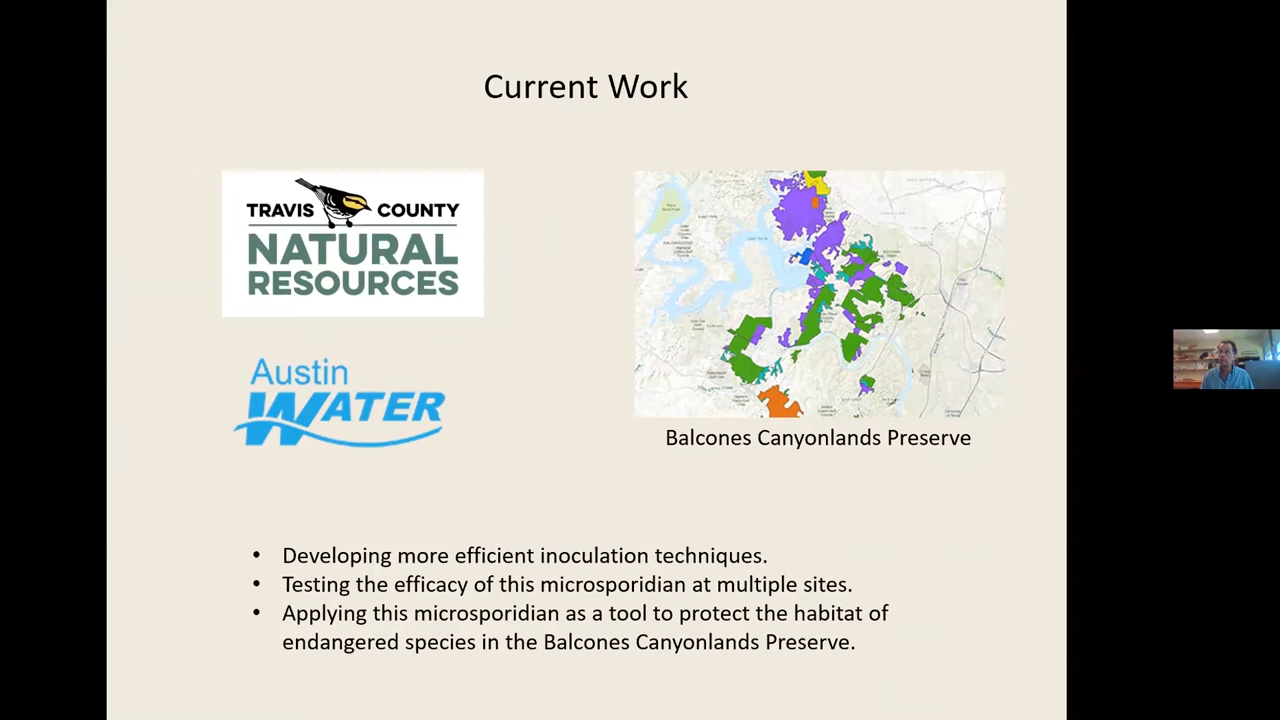 Current Work
TRAVIS COUNTY
NATURAL
RESOURCES
Austin
WATER
Balcones Canyonlands Preserve
• Developing more efficient inoculation techniques.
• Testing the efficacy of this microsporidian at multiple sites.
• Applying this microsporidian as a tool to protect the habitat of
endangered species in the Balcones Canyonlands Preserve.